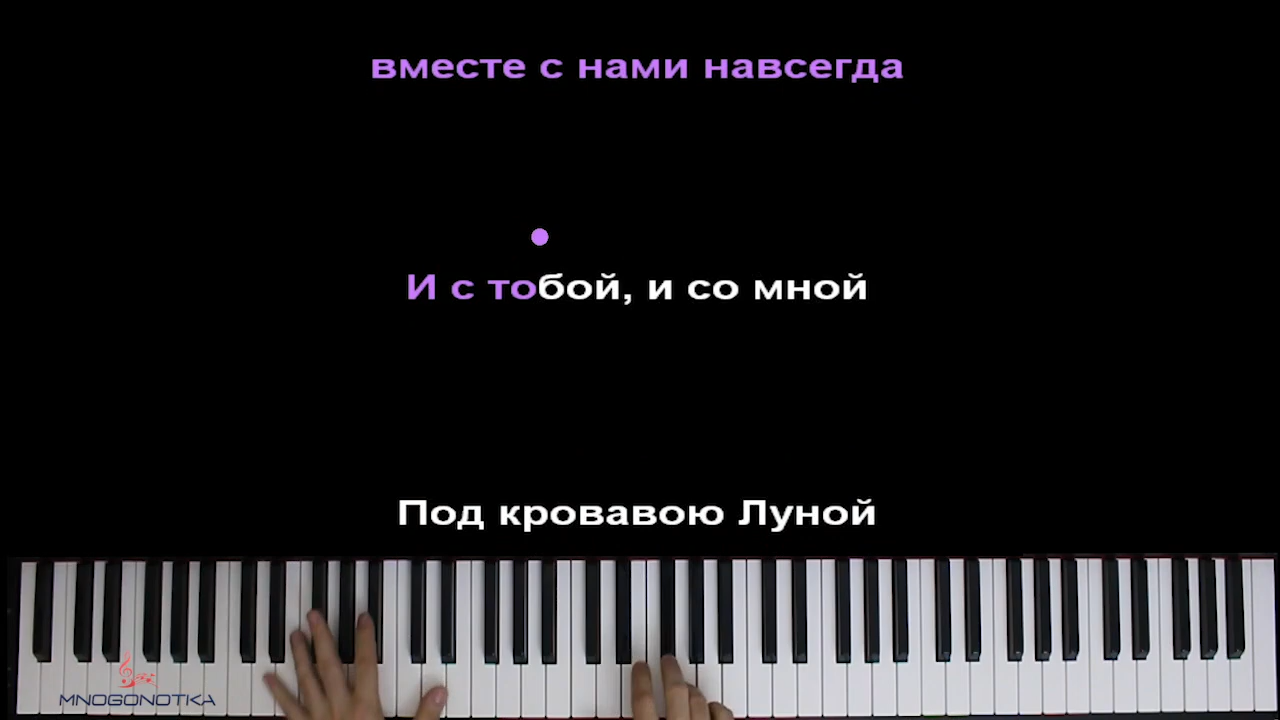 вместе с нами навсегда
И с тобой, и со мной
Под кровавою Луной
MNOGONOTKA